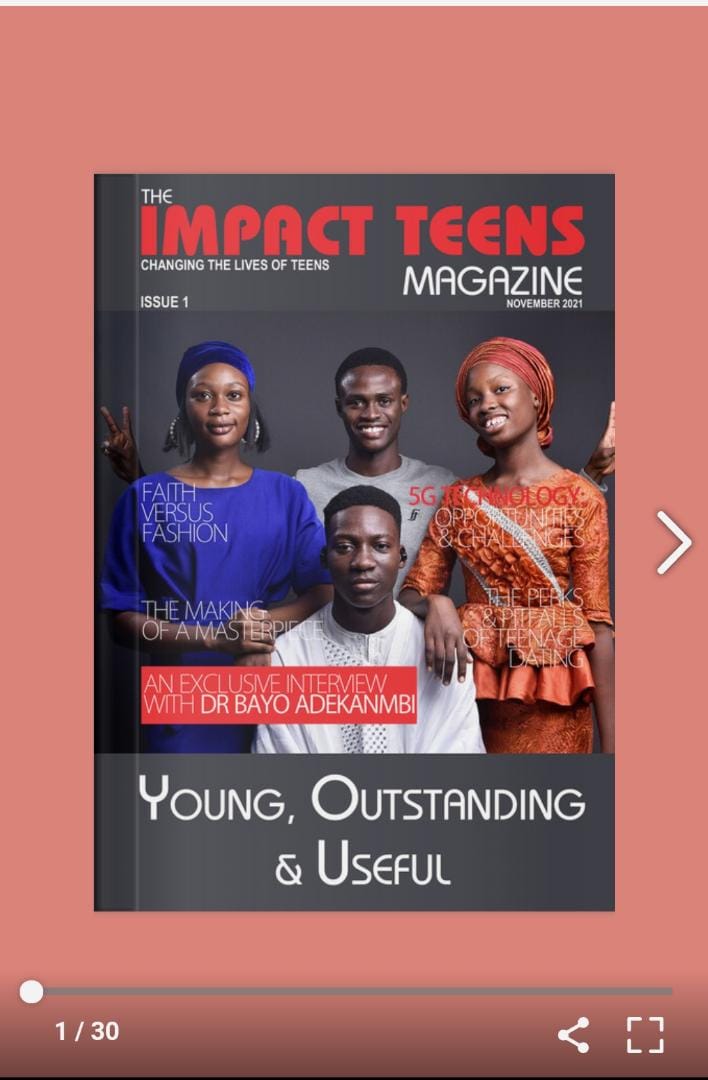 THE
IMPACT TEENS
CHANGING THE LIVES OF TEENS
MAGAZINE
ISSUE 1
NOVEMBER 2021
FAITH
VERSUS
FASHION
5G TECHNOLOGY:
OPPORTUNITIES
& CHALLENGES
THE MAKING
OF A MASTERPIECE
THE PERKS
& PITFALLS
OF TEENAGE
DATING
AN EXCLUSIVE INTERVIEW
WITH DR BAYO ADEKANMBI
YOUNG, OUTSTANDING
& USEFUL
1 / 30